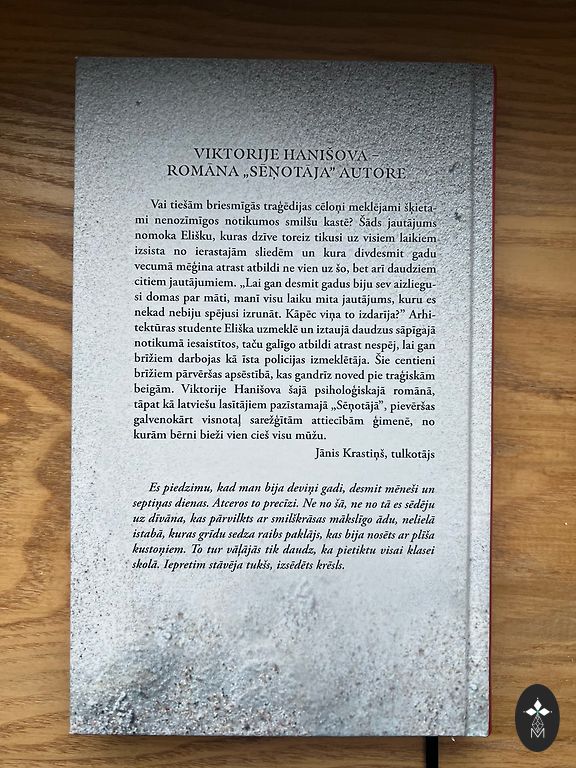 VIKTORIJE HANIŠOVA –
ROMĀNA „SĒŅOTĀJA” AUTORE
Vai tiešām briesmīgās traģēdijas cēloņi meklējami šķieta-
mi nenozīmīgos notikumos smilšu kastē? Šāds jautājums
nomoka Elišku, kuras dzīve toreiz tikusi uz visiem laikiem
izsista no ierastajām sliedēm un kura divdesmit gadu
vecumā mēģina atrast atbildi ne vien uz šo, bet arī daudziem
citiem jautājumiem. „Lai gan desmit gadus biju sev aizliegu-
si domas par māti, manī visu laiku mita jautājums, kuru es
nekad nebiju spējusi izrunāt. Kāpēc viņa to izdarīja?” Arhi-
tektūras studente Eliška uzmeklē un iztaujā daudzus sāpīgajā
notikumā iesaistītos, taču galīgo atbildi atrast nespēj, lai gan
brīžiem darbojas kā īsta policijas izmeklētāja. Šie centieni
brīžiem pārvēršas apsēstībā, kas gandrīz noved pie traģiskām
beigām. Viktorije Hanišova šajā psiholoģiskajā romānā,
tāpat kā latviešu lasītājiem pazīstamajā „Sēņotājā”, pievēršas
galvenokārt visnotaļ sarežģītām attiecībām ģimenē, no
kurām bērni bieži vien cieš visu mūžu.
Jānis Krastiņš, tulkotājs
Es piedzimu, kad man bija deviņi gadi, desmit mēneši un
septiņas dienas. Atceros to precīzi. Ne no šā, ne no tā es sēdēju
uz dīvāna, kas pārvilkts ar smilškrāsas mākslīgo ādu, nelielā
istabā, kuras grīdu sedza raibs paklājs, kas bija nosēts ar plīša
kustoņiem. To tur vāļājās tik daudz, ka pietiktu visai klasei
skolā. Iepretim stāvēja tukšs, izsēdēts krēsls.
M